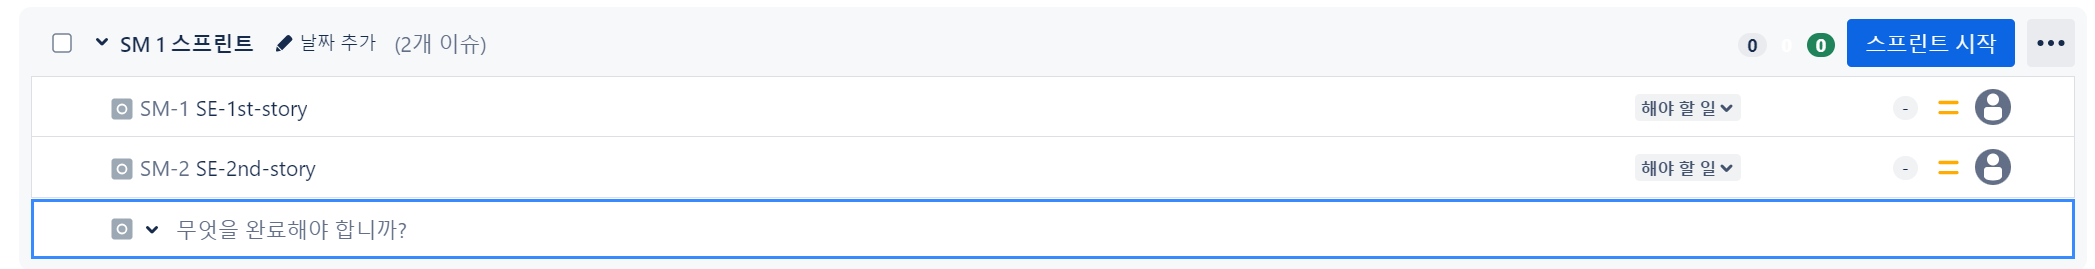 SM 1 스프린트 날짜 추가 (2개 이슈) 0 0 0 스프린트 시작
SM-1 SE-1st-story 해야 할 일 -
SM-2 SE-2nd-story 해야 할 일 -
무엇을 완료해야 합니까?